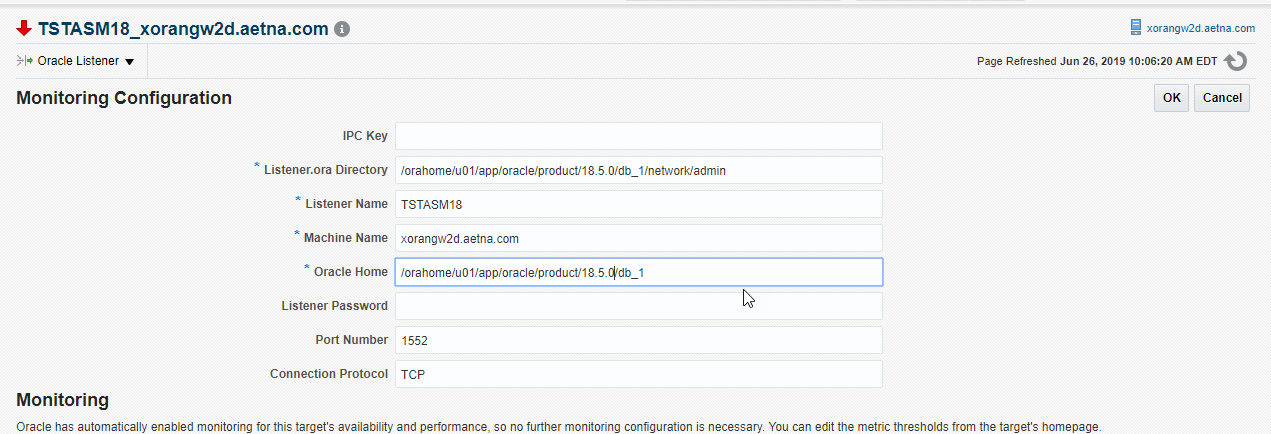 TSTASM18_xorangw2d.aetna.com
xorangw2d.aetna.com
Oracle Listener
Page Refreshed Jun 26, 2019 10:06:20 AM EDT
Monitoring Configuration
OK Cancel
IPC Key
* Listener.ora Directory /orahome/u01/app/oracle/product/18.5.0/db_1/network/admin
* Listener Name TSTASM18
* Machine Name xorangw2d.aetna.com
* Oracle Home /orahome/u01/app/oracle/product/18.5.0/db_1
Listener Password
Port Number 1552
Connection Protocol TCP
Monitoring
Oracle has automatically enabled monitoring for this target's availability and performance, so no further monitoring configuration is necessary. You can edit the metric thresholds from the target's homepage.